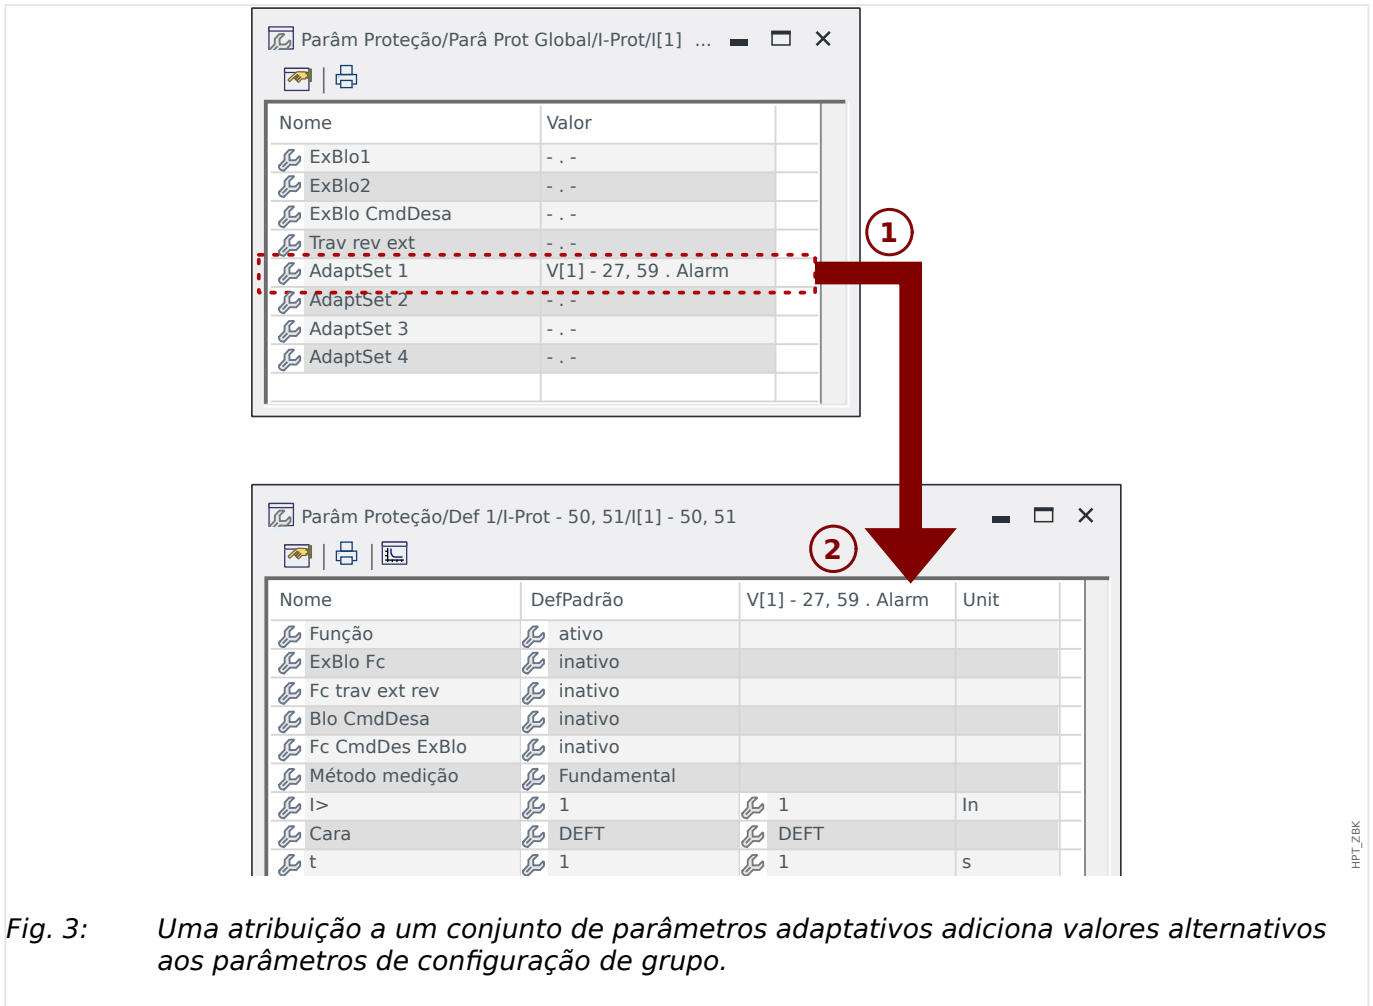 Parâm Proteção/Parâ Prot Global/I-Prot/I[1] ...
Nome Valor
ExBlo1 - . -
ExBlo2 - . -
ExBlo CmdDesa - . -
Trav rev ext - . -
1
AdaptSet 1 V[1] - 27, 59 . Alarm
AdaptSet 2 - . -
AdaptSet 3 - . -
AdaptSet 4 - . -
Parâm Proteção/Def 1/I-Prot - 50, 51/I[1] - 50, 51
2
Nome DefPadrão V[1] - 27, 59 . Alarm Unit
Função ativo
ExBlo Fc inativo
Fc trav ext rev inativo
Blo CmdDesa inativo
Fc CmdDes ExBlo inativo
Método medição Fundamental
I> 1 1 In
Cara DEFT DEFT
t 1 1 s
HPT_ZBK
Fig. 3: Uma atribuição a um conjunto de parâmetros adaptativos adiciona valores alternativos
aos parâmetros de configuração de grupo.